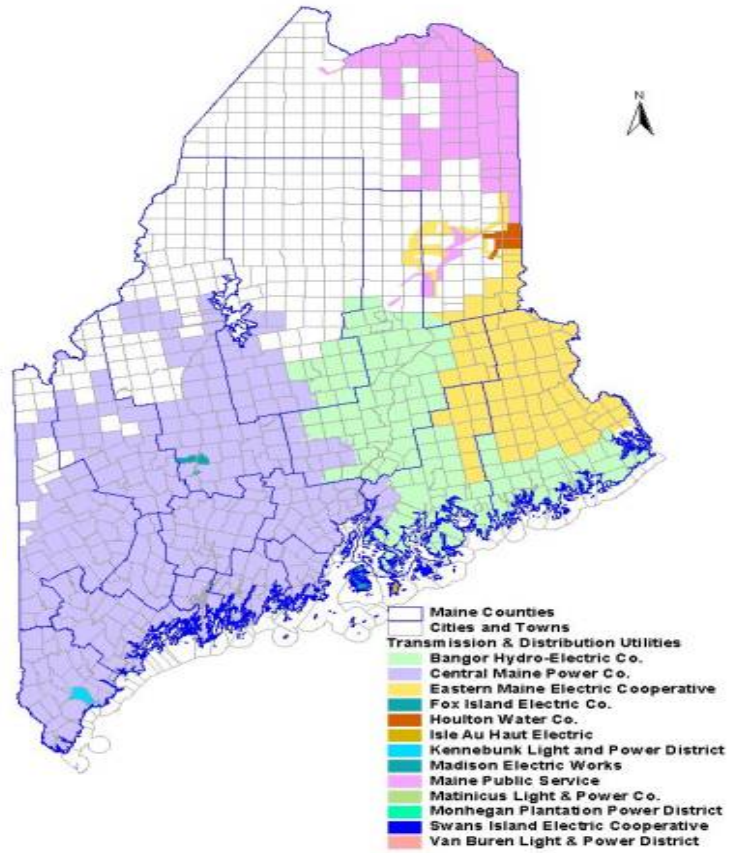 N
Maine Counties
Cities and Towns
Transmission & Distribution Utilities
Bangor Hydro-Electric Co.
Central Maine Power Co.
Eastern Maine Electric Cooperative
Fox Island Electric Co.
Houlton Water Co.
Isle Au Haut Electric
Kennebunk Light and Power District
Madison Electric Works
Maine Public Service
Matinicus Light & Power Co.
Monhegan Plantation Power District
Swans Island Electric Cooperative
Van Buren Light & Power District